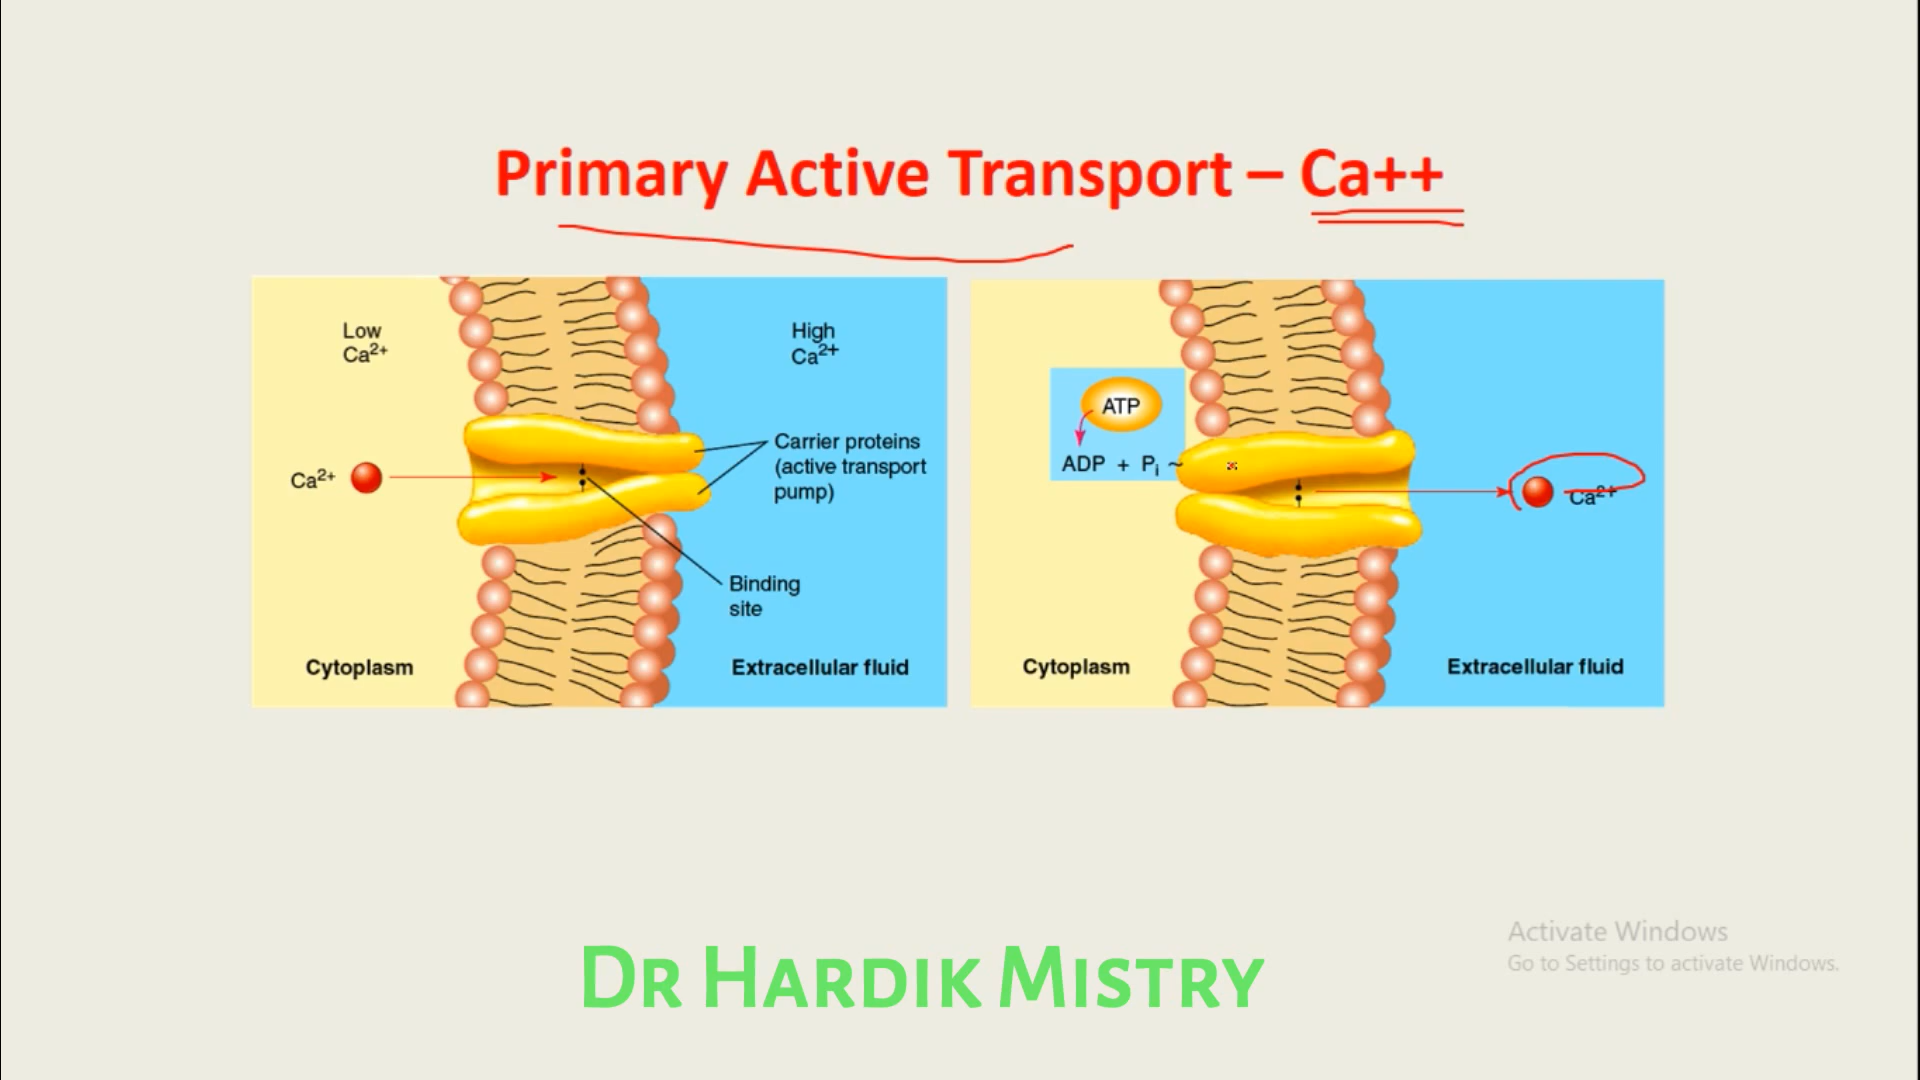 Primary Active Transport – Ca++
Low
Ca²⁺
High
Ca²⁺
Ca²⁺
Carrier proteins
(active transport
pump)
Binding
site
Cytoplasm
Extracellular fluid
ATP
ADP + Pᵢ ~
Ca²⁺
Cytoplasm
Extracellular fluid
Dr Hardik Mistry
Activate Windows
Go to Settings to activate Windows.